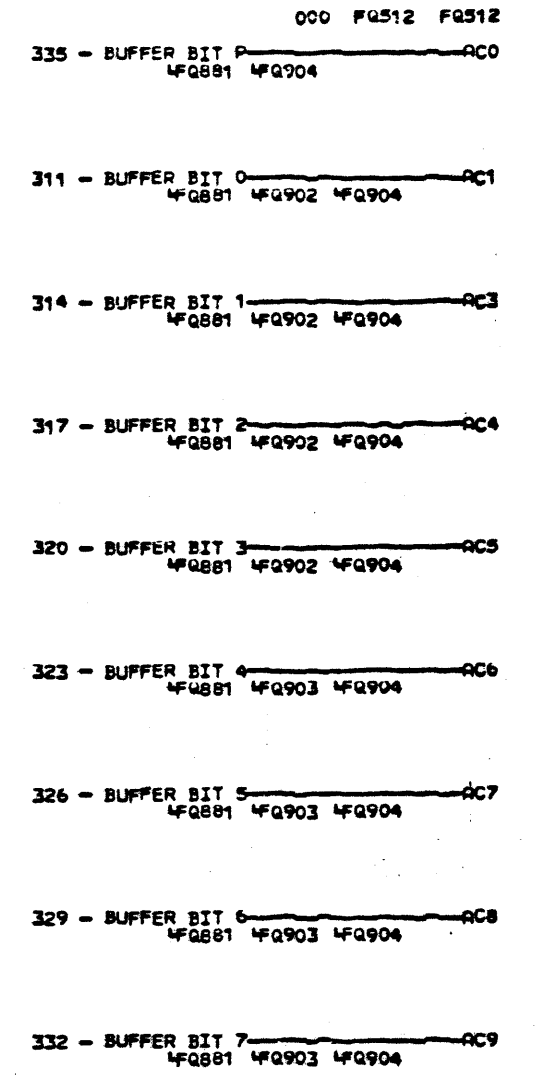 000 FQ512 FQ512
335 - BUFFER BIT P AC0
4FQ881 4FQ904
311 - BUFFER BIT 0 AC1
4FQ881 4FQ902 4FQ904
314 - BUFFER BIT 1 AC3
4FQ881 4FQ902 4FQ904
317 - BUFFER BIT 2 AC4
4FQ881 4FQ902 4FQ904
320 - BUFFER BIT 3 AC5
4FQ881 4FQ902 4FQ904
323 - BUFFER BIT 4 AC6
4FQ881 4FQ903 4FQ904
326 - BUFFER BIT 5 AC7
4FQ881 4FQ903 4FQ904
329 - BUFFER BIT 6 AC8
4FQ881 4FQ903 4FQ904
332 - BUFFER BIT 7 AC9
4FQ881 4FQ903 4FQ904